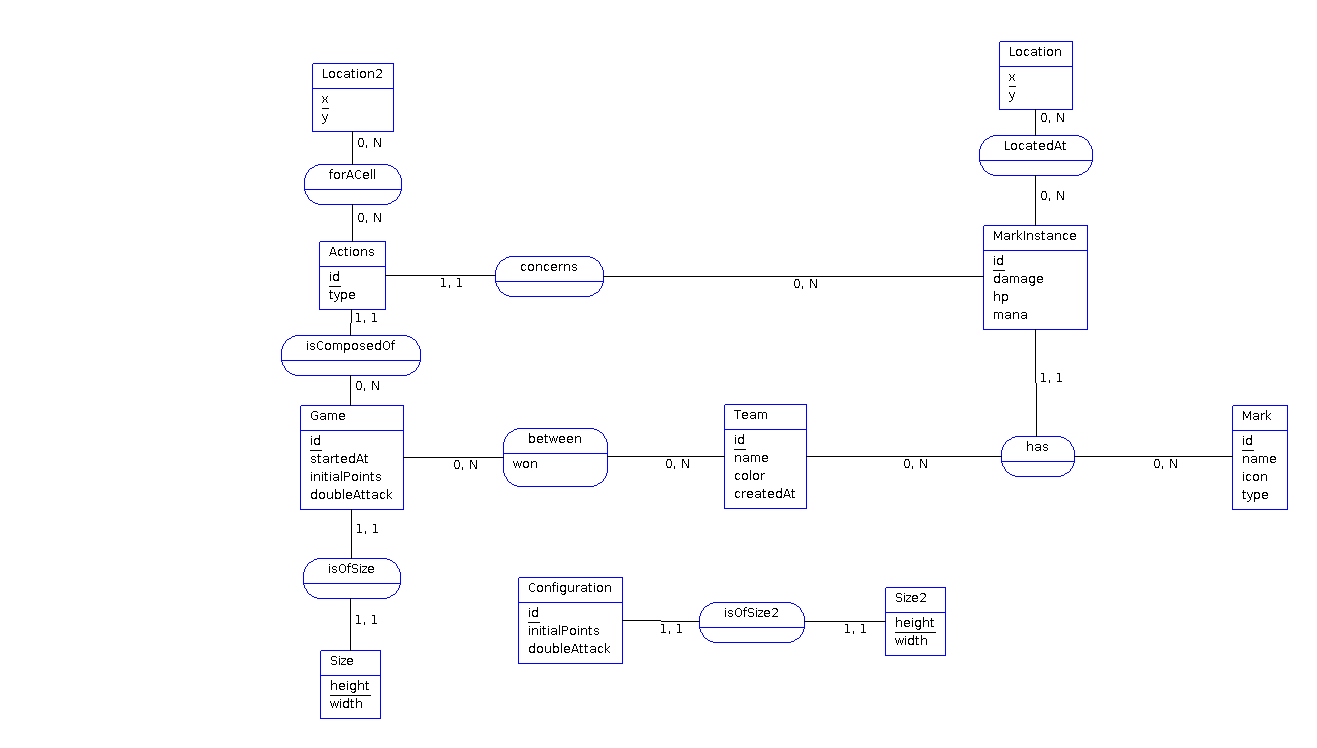 Location
x
y
0, N
LocatedAt
0, N
Location2
x
y
0, N
forACell
0, N
Actions
id
type
1, 1
concerns
0, N
MarkInstance
id
damage
hp
mana
1, 1
isComposedOf
0, N
1, 1
Game
id
startedAt
initialPoints
doubleAttack
0, N
between
won
0, N
Team
id
name
color
createdAt
0, N
has
0, N
Mark
id
name
icon
type
1, 1
isOfSize
1, 1
Size
height
width
Configuration
id
initialPoints
doubleAttack
1, 1
isOfSize2
1, 1
Size2
height
width